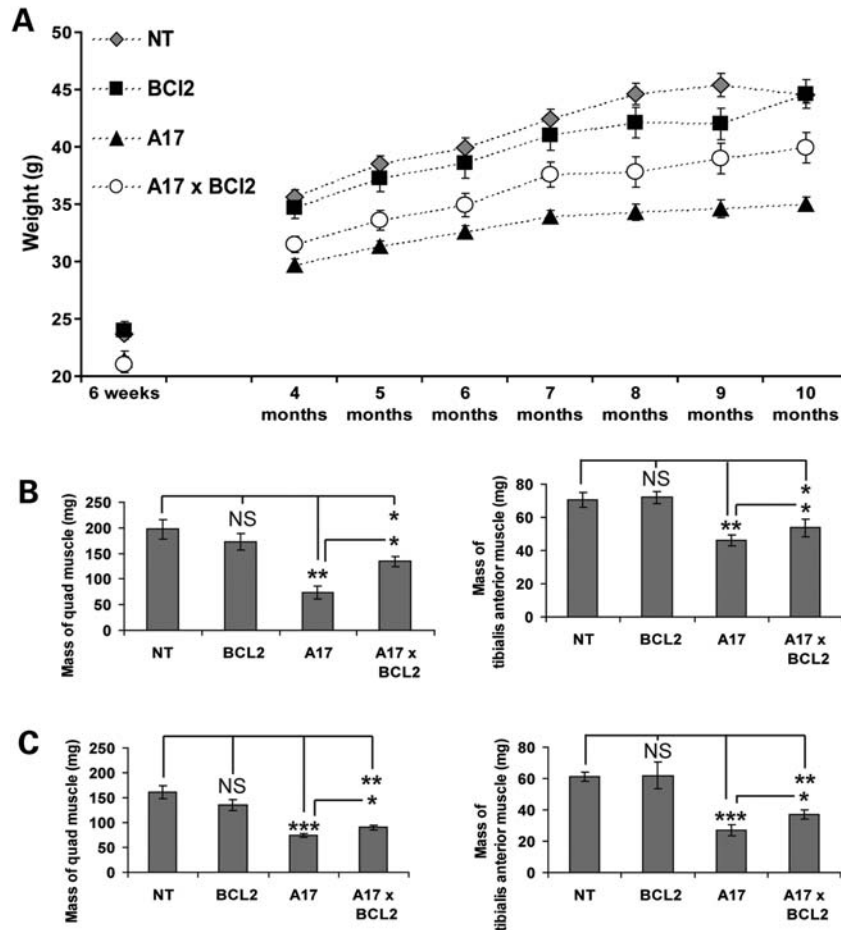 A
NT
BCl2
A17
A17 x BCl2
Weight (g)
50
45
40
35
30
25
20
6 weeks
4 months
5 months
6 months
7 months
8 months
9 months
10 months
B
Mass of quad muscle (mg)
250
200
150
100
50
0
NS
**
*
*
NT
BCL2
A17
A17 x BCL2
Mass of
tibialis anterior muscle (mg)
80
60
40
20
0
NS
**
*
*
NT
BCL2
A17
A17 x BCL2
C
Mass of quad muscle (mg)
250
200
150
100
50
0
NS
***
**
*
NT
BCL2
A17
A17 x BCL2
Mass of
tibialis anterior muscle (mg)
80
60
40
20
0
NS
***
**
*
NT
BCL2
A17
A17 x BCL2